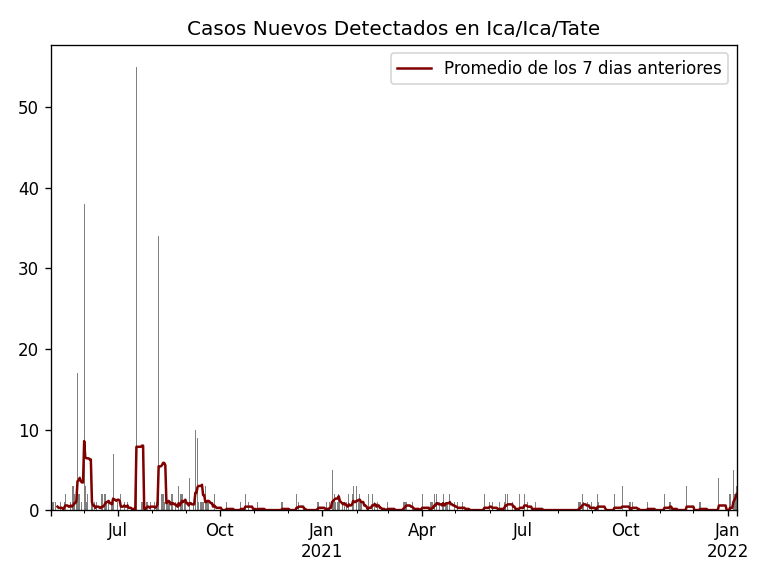 Casos Nuevos Detectados en Ica/Ica/Tate
Promedio de los 7 dias anteriores
50
40
30
20
10
0
Jul
Oct
Jan
2021
Apr
Jul
Oct
Jan
2022